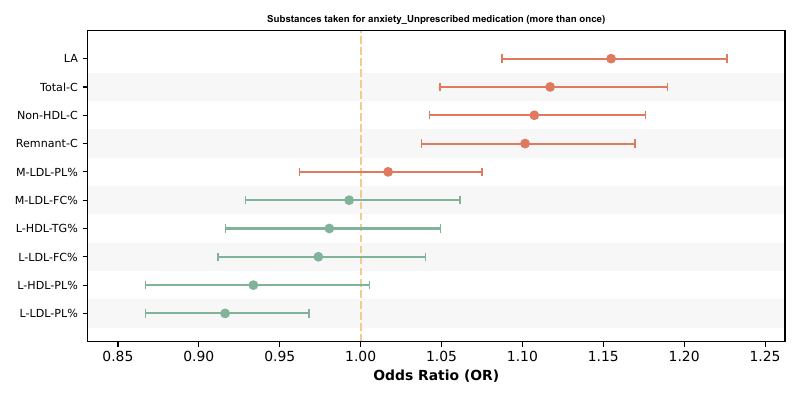 Substances taken for anxiety_Unprescribed medication (more than once)
LA
Total-C
Non-HDL-C
Remnant-C
M-LDL-PL%
M-LDL-FC%
L-HDL-TG%
L-LDL-FC%
L-HDL-PL%
L-LDL-PL%
0.85 0.90 0.95 1.00 1.05 1.10 1.15 1.20 1.25
Odds Ratio (OR)